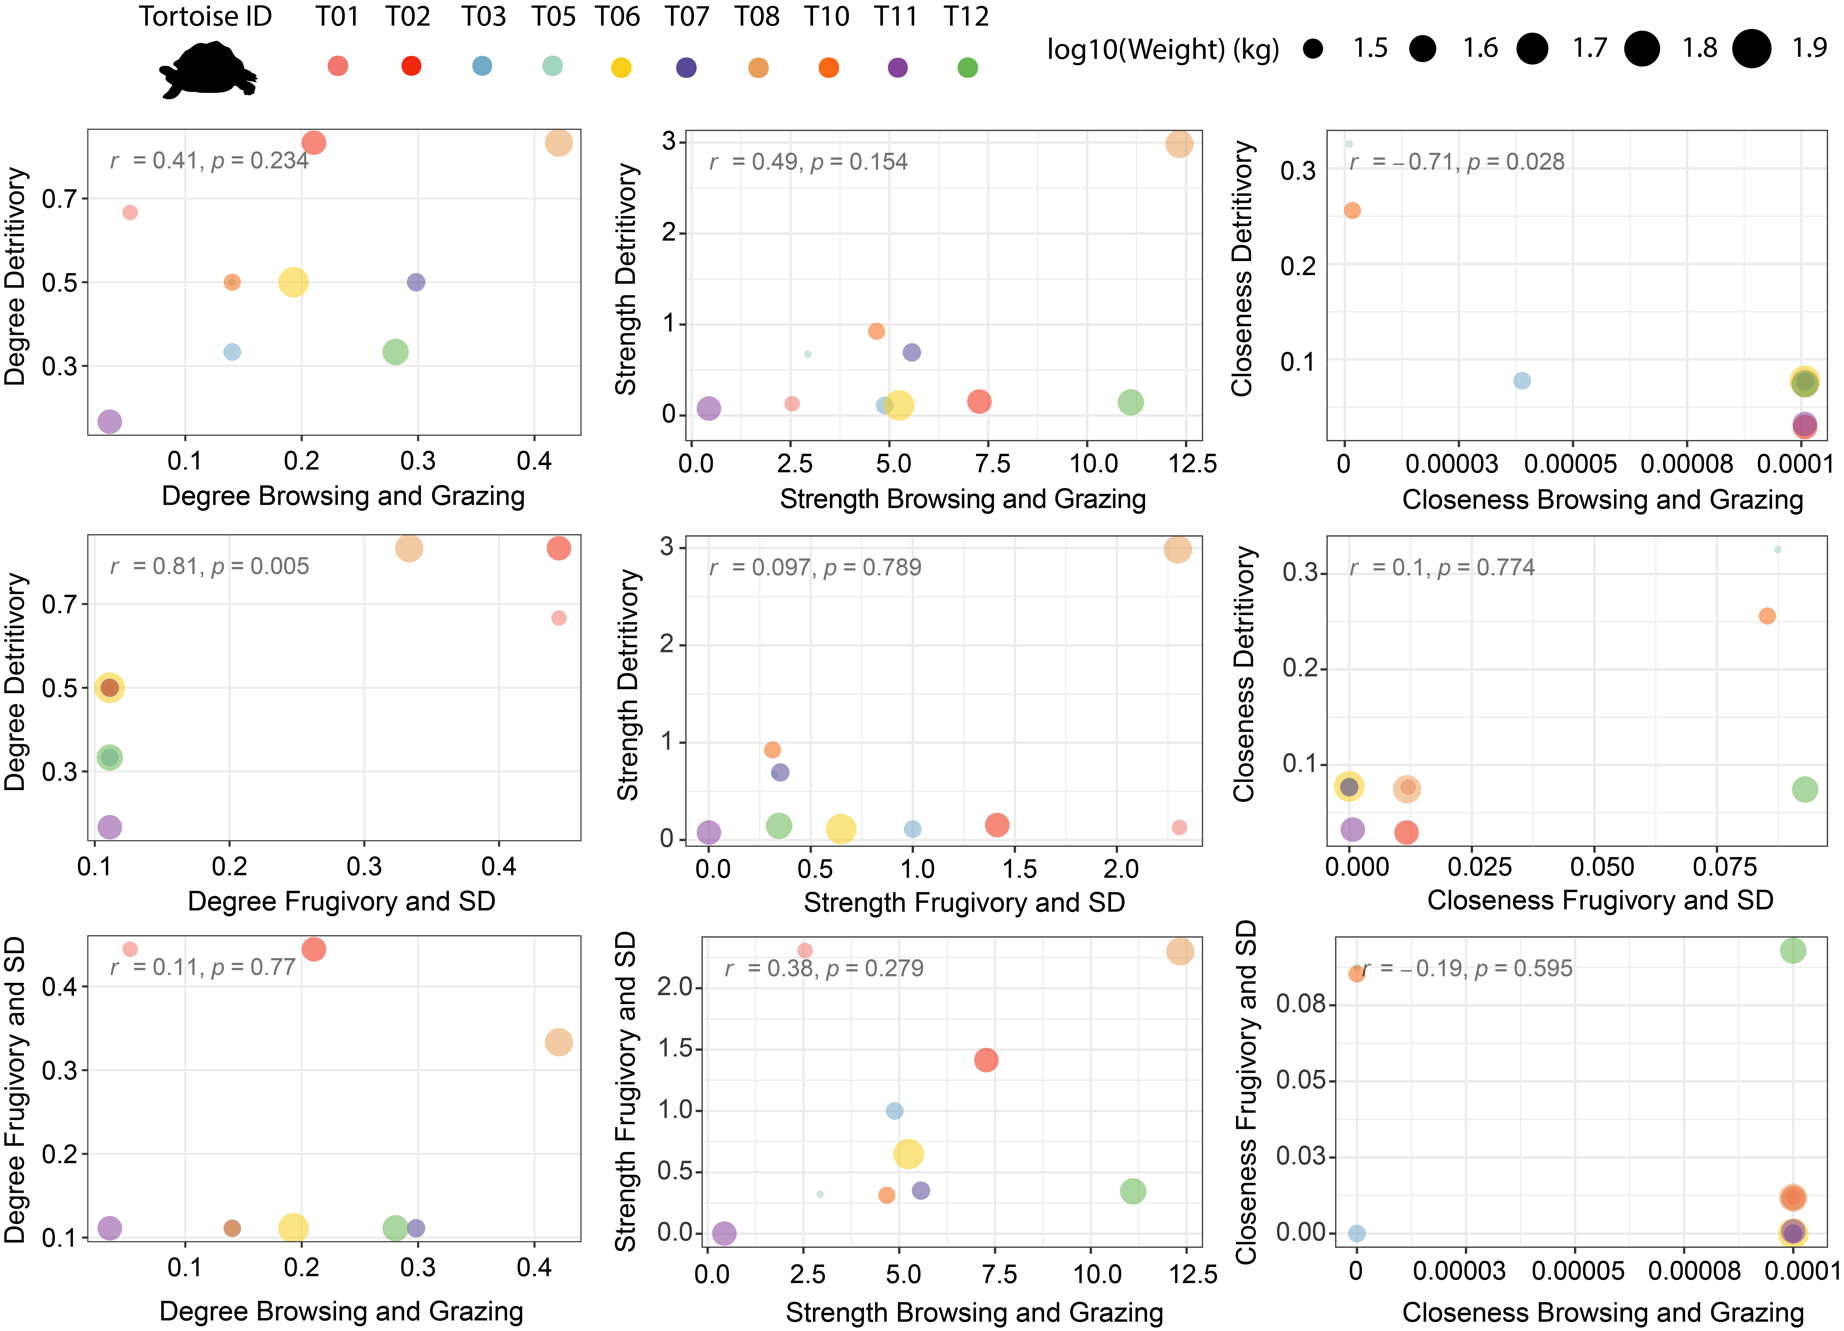 Tortoise ID T01 T02 T03 T05 T06 T07 T08 T10 T11 T12
log10(Weight) (kg) 1.5 1.6 1.7 1.8 1.9
Degree Detritivory
r = 0.41, p = 0.234
0.7
0.5
0.3
0.1 0.2 0.3 0.4
Degree Browsing and Grazing
Strength Detritivory
r = 0.49, p = 0.154
3
2
1
0
0.0 2.5 5.0 7.5 10.0 12.5
Strength Browsing and Grazing
Closeness Detritivory
r = −0.71, p = 0.028
0.3
0.2
0.1
0 0.00003 0.00005 0.00008 0.0001
Closeness Browsing and Grazing
Degree Detritivory
r = 0.81, p = 0.005
0.7
0.5
0.3
0.1 0.2 0.3 0.4
Degree Frugivory and SD
Strength Detritivory
r = 0.097, p = 0.789
3
2
1
0
0.0 0.5 1.0 1.5 2.0
Strength Frugivory and SD
Closeness Detritivory
r = 0.1, p = 0.774
0.3
0.2
0.1
0.000 0.025 0.050 0.075
Closeness Frugivory and SD
Degree Frugivory and SD
r = 0.11, p = 0.77
0.4
0.3
0.2
0.1
0.1 0.2 0.3 0.4
Degree Browsing and Grazing
Strength Frugivory and SD
r = 0.38, p = 0.279
2.0
1.5
1.0
0.5
0.0
0.0 2.5 5.0 7.5 10.0 12.5
Strength Browsing and Grazing
Closeness Frugivory and SD
r = −0.19, p = 0.595
0.08
0.05
0.03
0.00
0 0.00003 0.00005 0.00008 0.0001
Closeness Browsing and Grazing